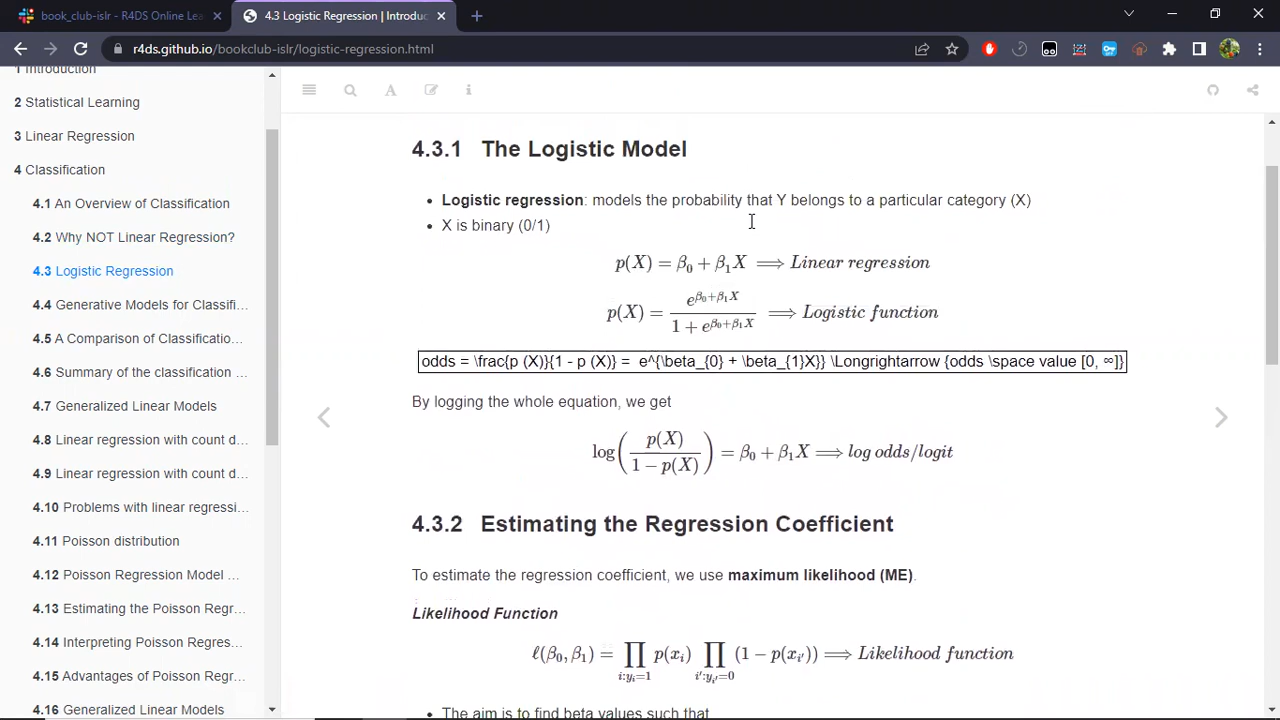 book_club-islr - R4DS Online Lea
4.3 Logistic Regression | Introduc
r4ds.github.io/bookclub-islr/logistic-regression.html
1 Introduction
2 Statistical Learning
3 Linear Regression
4 Classification
4.1 An Overview of Classification
4.2 Why NOT Linear Regression?
4.3 Logistic Regression
4.4 Generative Models for Classifi...
4.5 A Comparison of Classificatio...
4.6 Summary of the classification ...
4.7 Generalized Linear Models
4.8 Linear regression with count d...
4.9 Linear regression with count d...
4.10 Problems with linear regressi...
4.11 Poisson distribution
4.12 Poisson Regression Model ...
4.13 Estimating the Poisson Regr...
4.14 Interpreting Poisson Regres...
4.15 Advantages of Poisson Regr...
4.16 Generalized Linear Models
4.3.1 The Logistic Model
• Logistic regression: models the probability that Y belongs to a particular category (X)
• X is binary (0/1)
p(X) = β₀ + β₁X ⟹ Linear regression
p(X) = e^{β₀+β₁X} / (1 + e^{β₀+β₁X}) ⟹ Logistic function
odds = \frac{p (X)}{1 - p (X)} =  e^{\beta_{0} + \beta_{1}X}} \Longrightarrow {odds \space value [0, ∞]}
By logging the whole equation, we get
log(p(X) / (1 − p(X))) = β₀ + β₁X ⟹ log odds/logit
4.3.2 Estimating the Regression Coefficient
To estimate the regression coefficient, we use maximum likelihood (ME).
Likelihood Function
ℓ(β₀, β₁) = ∏_{i:y_i=1} p(x_i) ∏_{i′:y_{i′}=0} (1 − p(x_{i′})) ⟹ Likelihood function
• The aim is to find beta values such that